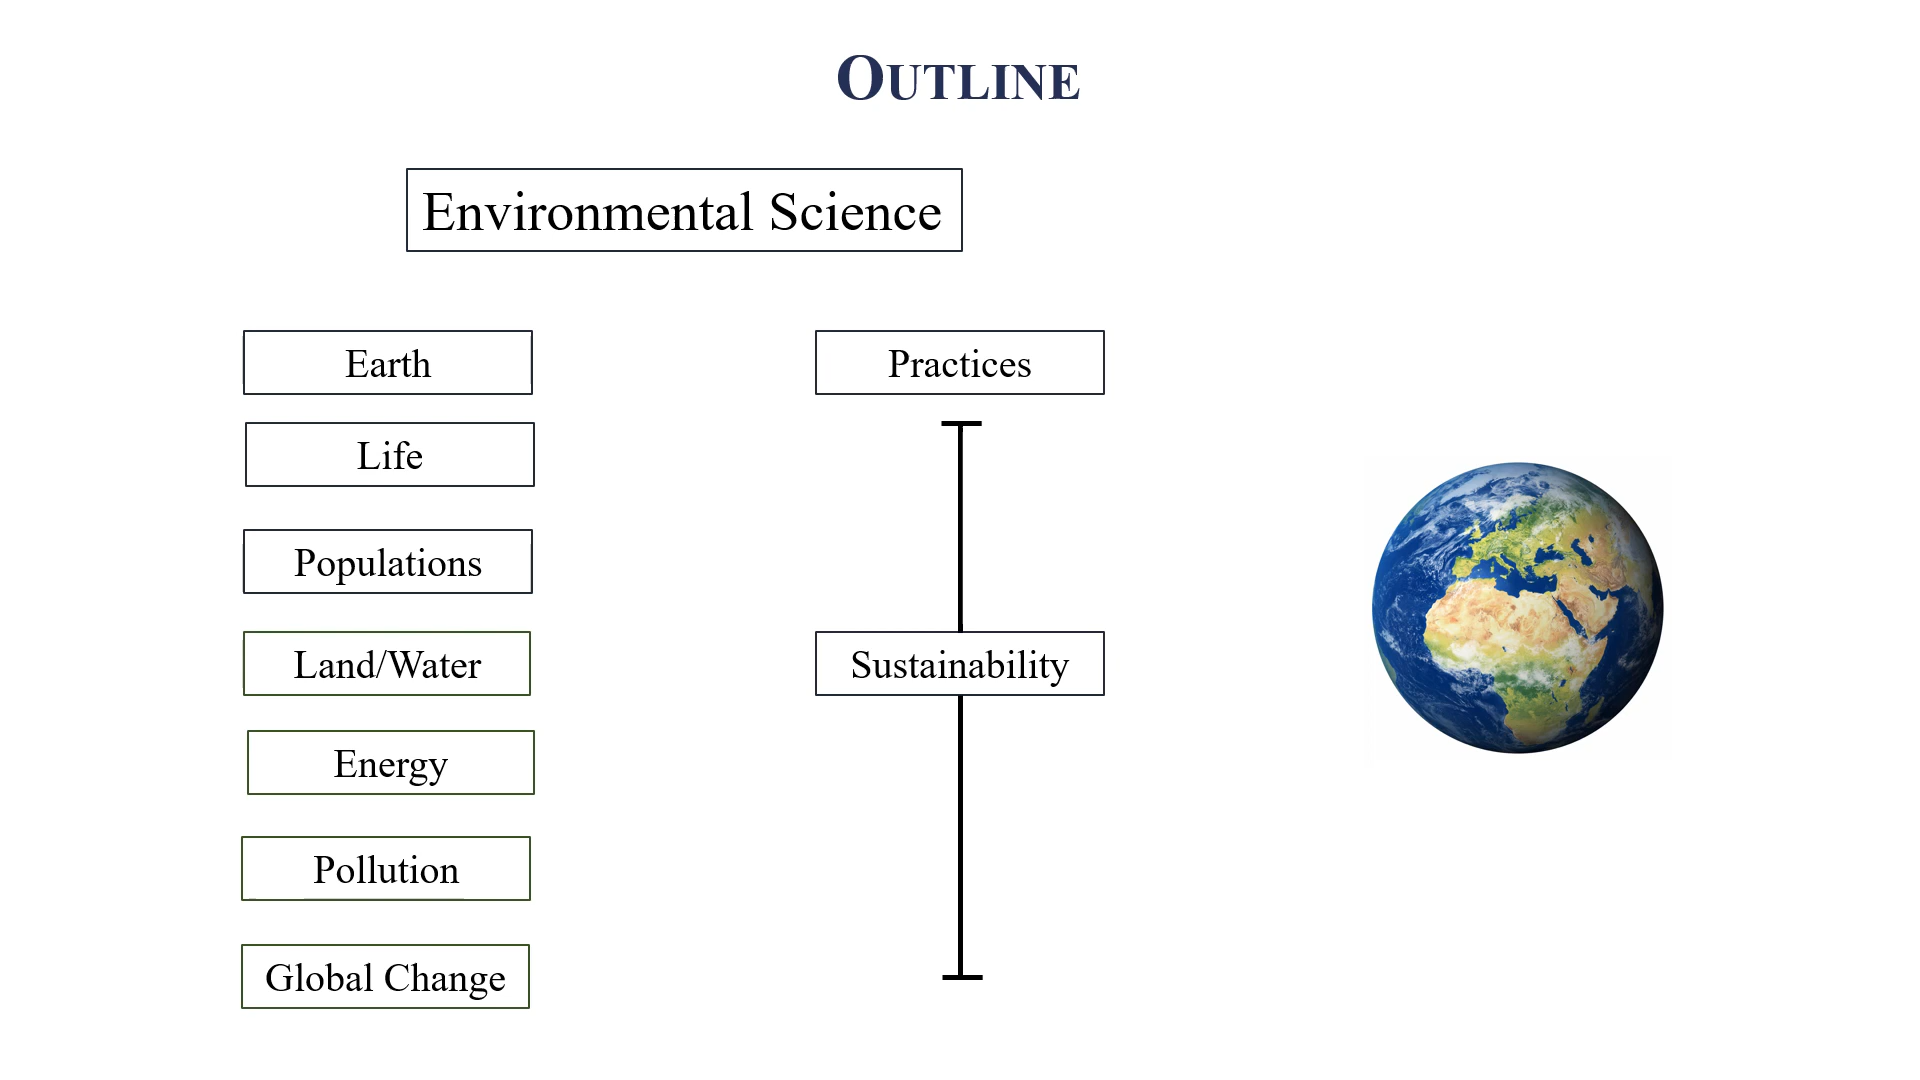 OUTLINE
Environmental Science
Earth
Life
Populations
Land/Water
Energy
Pollution
Global Change
Practices
Sustainability